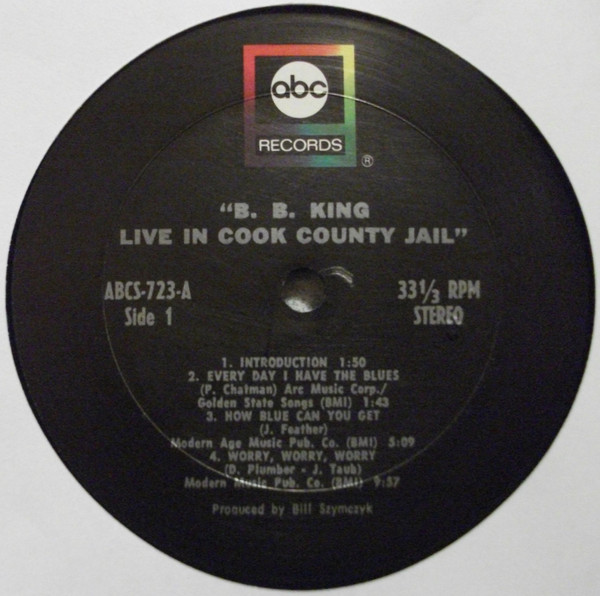 abc
RECORDS
®
"B. B. KING
LIVE IN COOK COUNTY JAIL"
ABCS-723-A
Side 1
33⅓ RPM
STEREO
1. INTRODUCTION 1:50
2. EVERY DAY I HAVE THE BLUES
(P. Chatman) Arc Music Corp./
Golden State Songs (BMI) 1:43
3. HOW BLUE CAN YOU GET
(J. Feather)
Modern Age Music Pub. Co. (BMI) 5:09
4. WORRY, WORRY, WORRY
(D. Plumber - J. Taub)
Modern Music Pub. Co. (BMI) 9:57
Produced by Bill Szymczyk